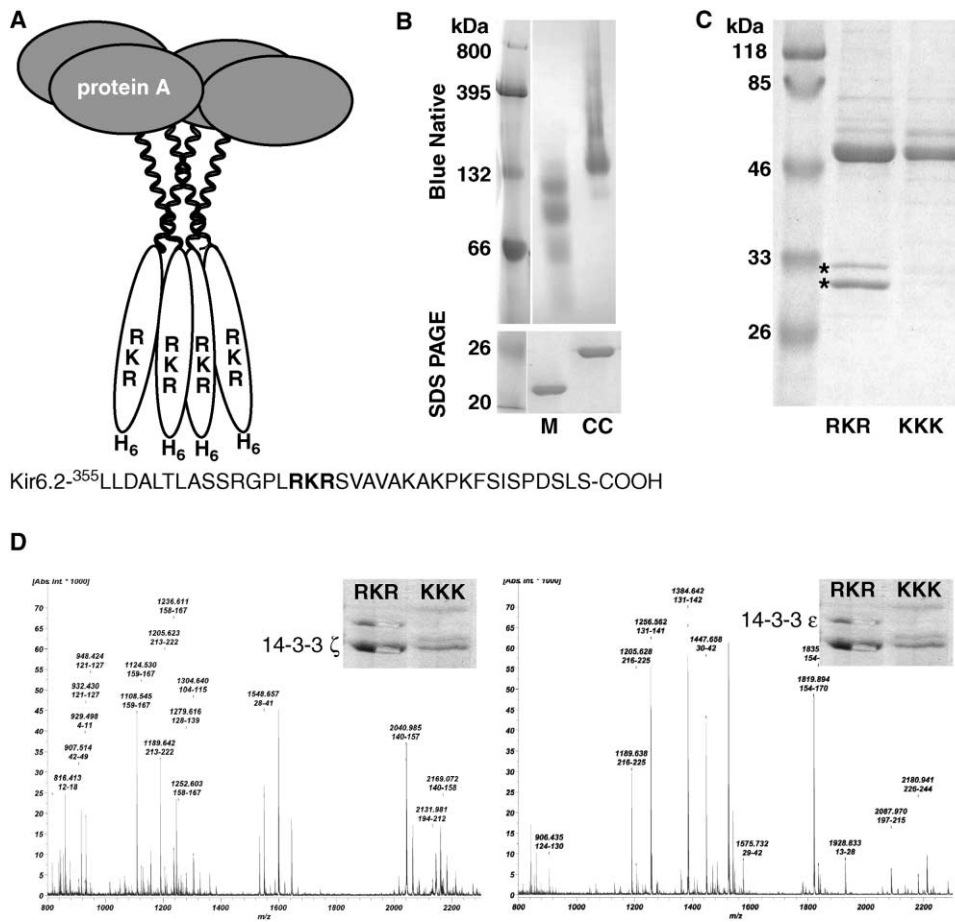 A
protein A
R
K
R
R
K
R
R
K
R
R
K
R
H6
H6
H6
H6
Kir6.2-355LLDALTLASSRGPLRKRSVAVAKAKPKFSISPDSLS-COOH
B
kDa
800
395
132
66
Blue Native
26
20
SDS PAGE
M CC
C
kDa
118
85
46
33
*
*
26
RKR KKK
D
[Abs. Int * 1000]
70
65
60
55
50
45
40
35
30
25
20
15
10
5
0
14-3-3 ζ
RKR KKK
1236.611
158-167
1205.623
213-222
948.424
121-127
1124.530
159-167
932.430
121-127
1304.640
104-115
929.498
4-11
1108.545
159-167
1279.616
128-139
1548.657
28-41
907.514
42-49
1189.642
213-222
2040.985
140-157
816.413
12-18
1252.603
158-167
2169.072
140-158
2131.981
194-212
800 1000 1200 1400 1600 1800 2000 2200
m/z
70
65
60
55
50
45
40
35
30
25
20
15
10
5
0
14-3-3 ε
RKR KKK
1384.642
131-142
1256.562
131-141
1447.658
30-42
1205.628
216-225
1835
154-
1819.894
154-170
1189.638
216-225
2180.941
226-244
2087.970
197-215
906.435
124-130
1575.732
29-42
1928.833
13-28
800 1000 1200 1400 1600 1800 2000 2200
m/z